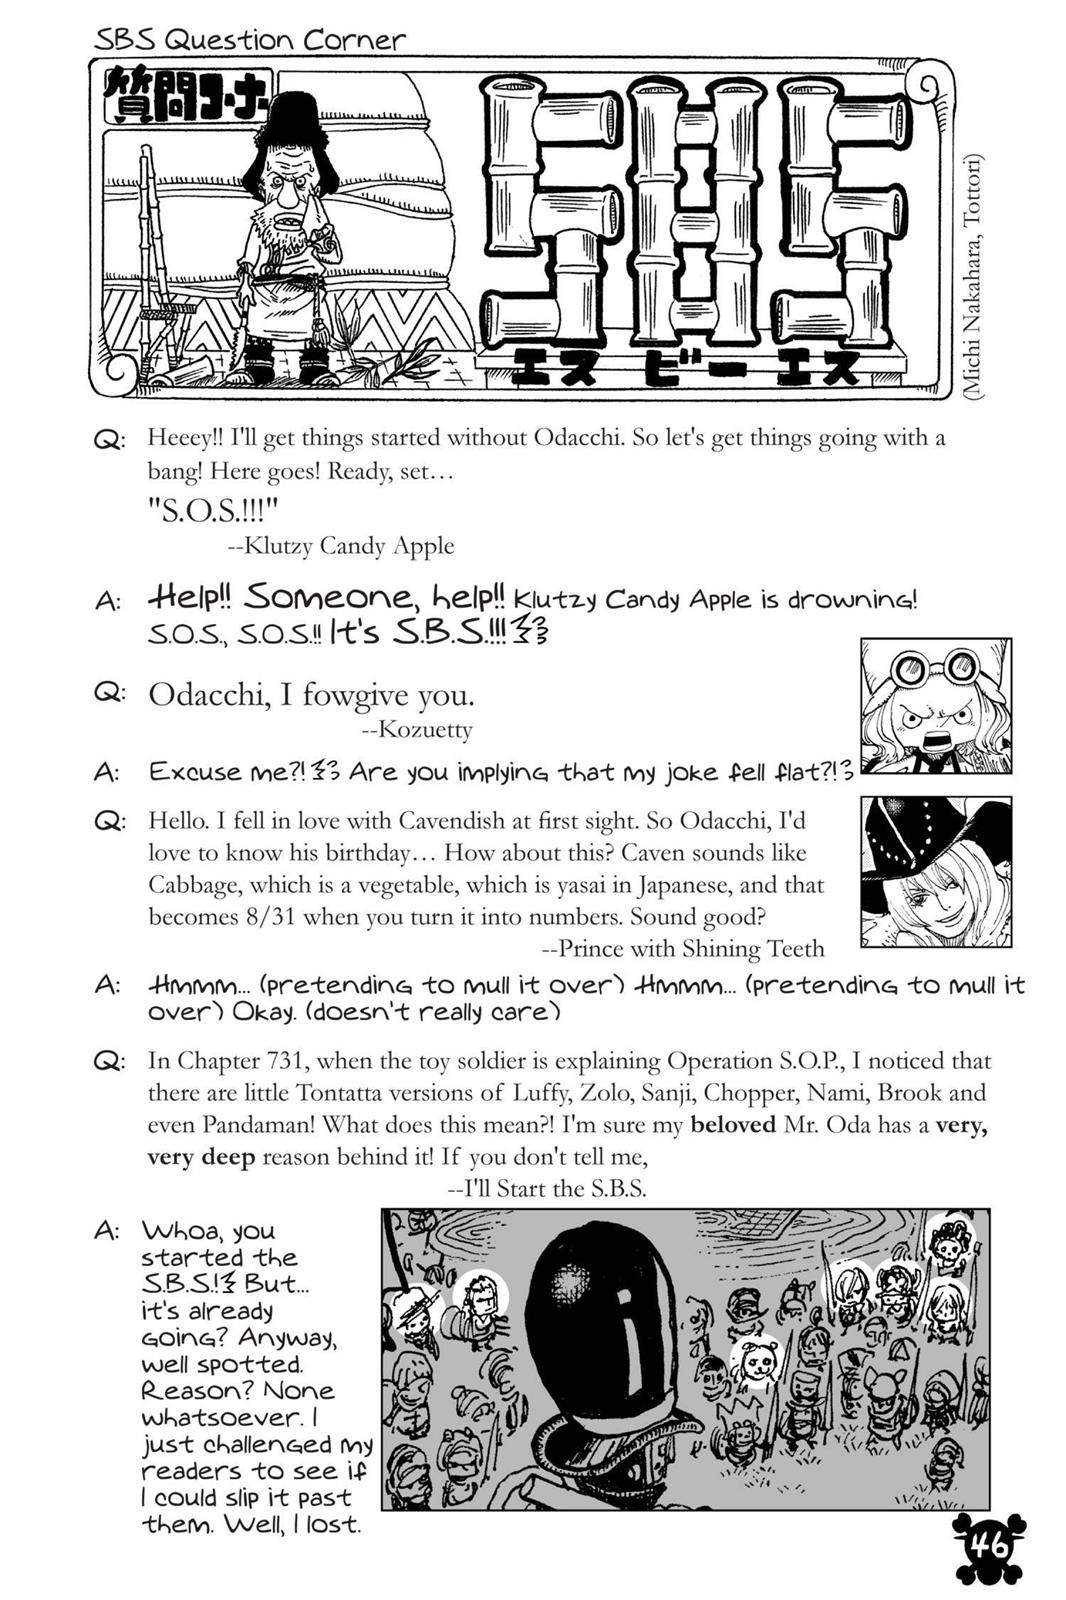 SBS Question Corner
質問コーナー
SBS
エス ビー エス
(Michi Nakahara, Tottori)
Q: Heeey!! I'll get things started without Odacchi. So let's get things going with a
bang! Here goes! Ready, set…
"S.O.S.!!!"
--Klutzy Candy Apple
A: Help!! Someone, help!! Klutzy Candy Apple is drowning!
S.O.S., S.O.S.!! It's S.B.S.!!!
Q: Odacchi, I fowgive you.
--Kozuetty
A: Excuse me?! Are you implying that my joke fell flat?!
Q: Hello. I fell in love with Cavendish at first sight. So Odacchi, I'd
love to know his birthday… How about this? Caven sounds like
Cabbage, which is a vegetable, which is yasai in Japanese, and that
becomes 8/31 when you turn it into numbers. Sound good?
--Prince with Shining Teeth
A: Hmmm... (pretending to mull it over) Hmmm... (pretending to mull it
over) Okay. (doesn't really care)
Q: In Chapter 731, when the toy soldier is explaining Operation S.O.P., I noticed that
there are little Tontatta versions of Luffy, Zolo, Sanji, Chopper, Nami, Brook and
even Pandaman! What does this mean?! I'm sure my beloved Mr. Oda has a very,
very deep reason behind it! If you don't tell me,
--I'll Start the S.B.S.
A: Whoa, you
started the
S.B.S.! But...
it's already
going? Anyway,
well spotted.
Reason? None
whatsoever. I
just challenged my
readers to see if
I could slip it past
them. Well, I lost.
46